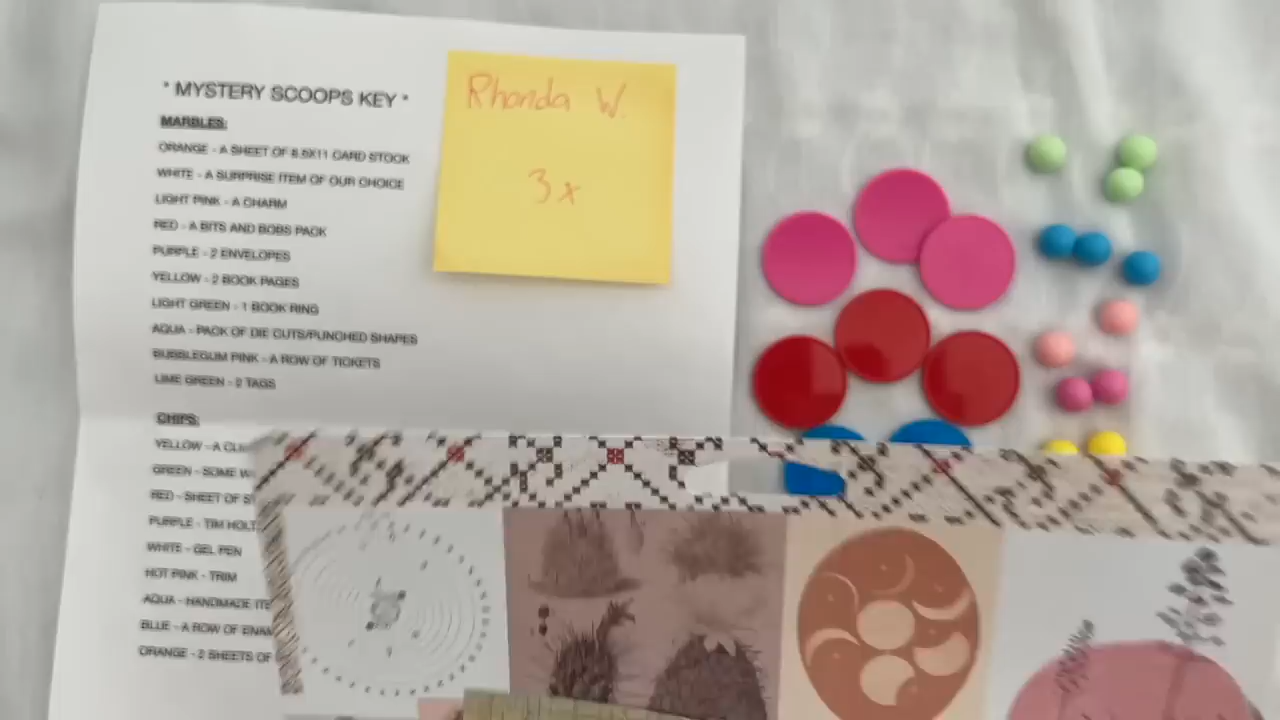 * MYSTERY SCOOPS KEY *
MARBLES:
ORANGE - A SHEET OF 8.5X11 CARD STOCK
WHITE - A SURPRISE ITEM OF OUR CHOICE
LIGHT PINK - A CHARM
RED - A BITS AND BOBS PACK
PURPLE - 2 ENVELOPES
YELLOW - 2 BOOK PAGES
LIGHT GREEN - 1 BOOK RING
AQUA - PACK OF DIE CUTS/PUNCHED SHAPES
BUBBLEGUM PINK - A ROW OF TICKETS
LIME GREEN - 2 TAGS
CHIPS:
YELLOW - A
GREEN - SOME
RED - SHEET OF
PURPLE - TIM
WHITE - GEL PEN
HOT PINK - TRIM
AQUA - HANDMADE
BLUE - A ROW OF
ORANGE - 2 SHEETS OF
Rhonda W.
3x